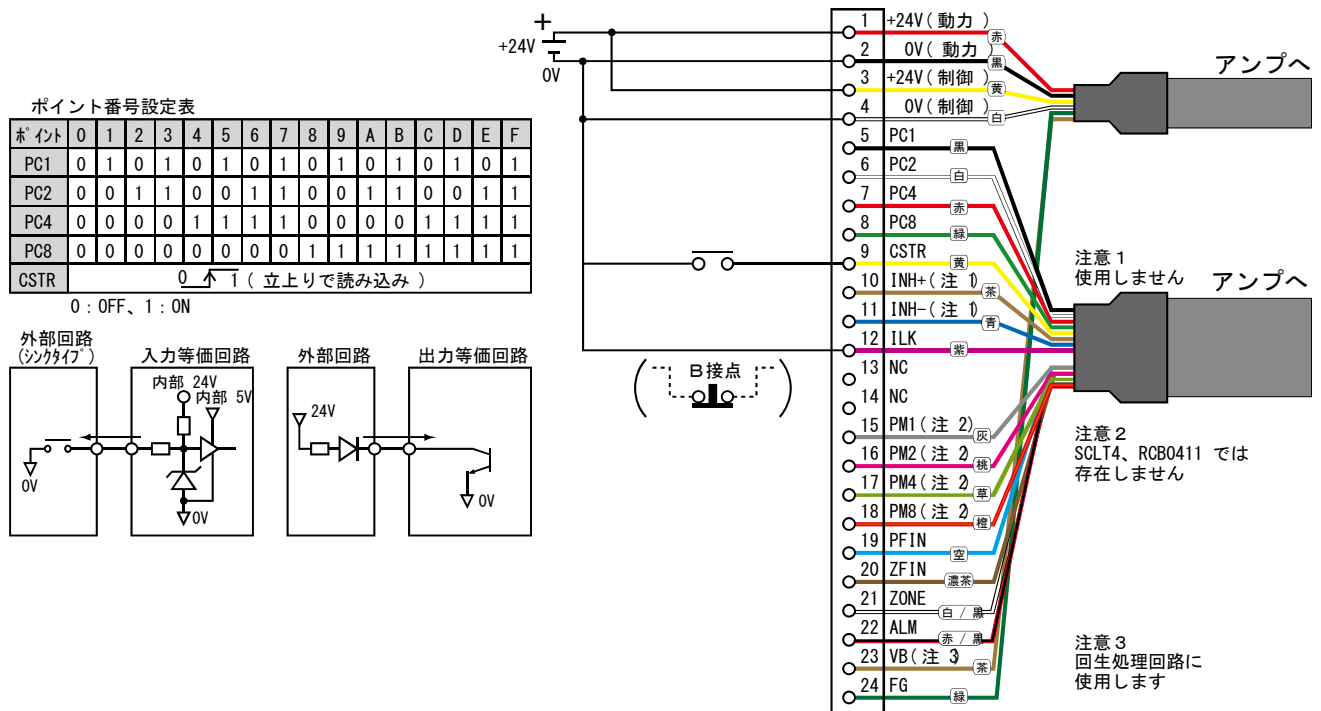 ポイント番号設定表
ポイント 0 1 2 3 4 5 6 7 8 9 A B C D E F
PC1 0 1 0 1 0 1 0 1 0 1 0 1 0 1 0 1
PC2 0 0 1 1 0 0 1 1 0 0 1 1 0 0 1 1
PC4 0 0 0 0 1 1 1 1 0 0 0 0 1 1 1 1
PC8 0 0 0 0 0 0 0 0 1 1 1 1 1 1 1 1
CSTR 0 1 ( 立上りで読み込み )
0：OFF、1：ON
外部回路
(シンクタイプ)
0V
入力等価回路
内部 24V
内部 5V
0V
外部回路
24V
出力等価回路
0V
+
+24V
0V
B接点
1 +24V( 動力 ) 赤
2 0V( 動力 ) 黒
3 +24V( 制御 ) 黄
4 0V( 制御 ) 白
5 PC1 黒
6 PC2 白
7 PC4 赤
8 PC8 緑
9 CSTR 黄
10 INH+( 注 1) 茶
11 INH-( 注 1) 青
12 ILK 紫
13 NC
14 NC
15 PM1( 注 2) 灰
16 PM2( 注 2) 桃
17 PM4( 注 2) 草
18 PM8( 注 2) 橙
19 PFIN 空
20 ZFIN 濃茶
21 ZONE 白 / 黒
22 ALM 赤 / 黒
23 VB( 注 3) 茶
24 FG 緑
アンプへ
注意１
使用しません
アンプへ
注意２
SCLT4、RCB0411 では
存在しません
注意３
回生処理回路に
使用します